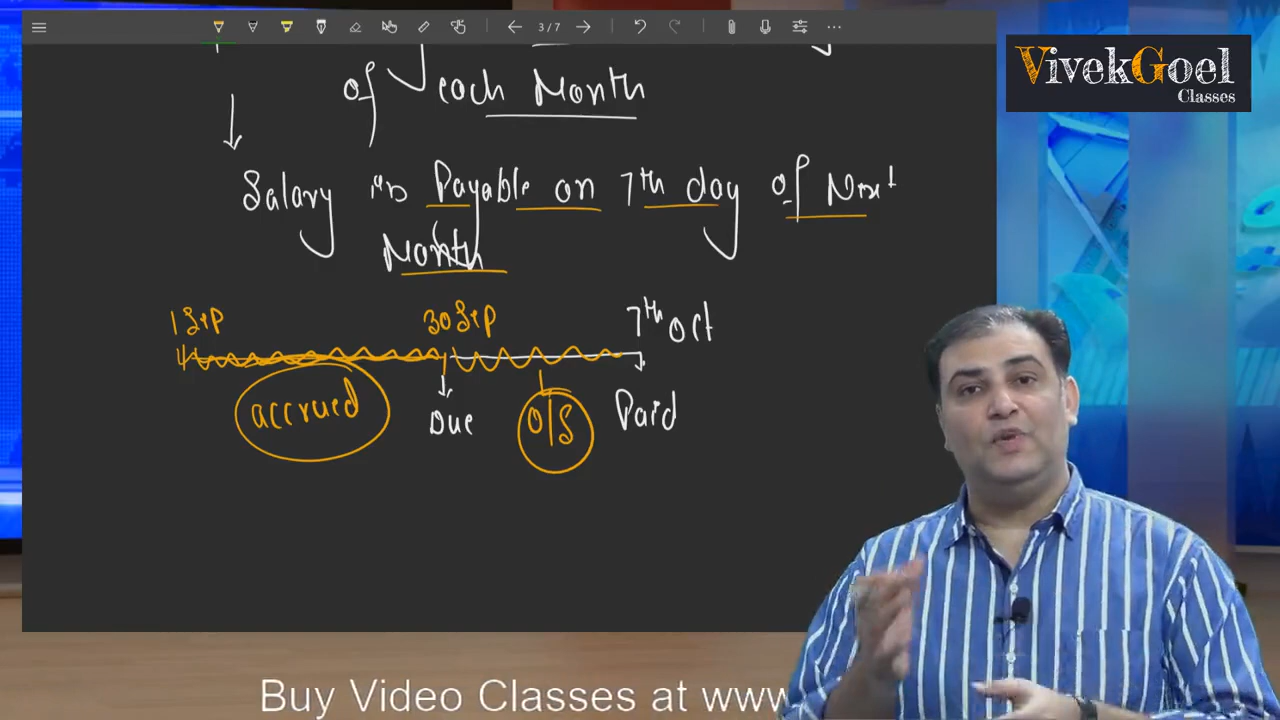 3/7
VivekGoel
Classes
of each Month
Salary is Payable on 7th day of Next
Month
1 Sep 30 Sep 7th Oct
accrued Due O/S Paid
Buy Video Classes at www